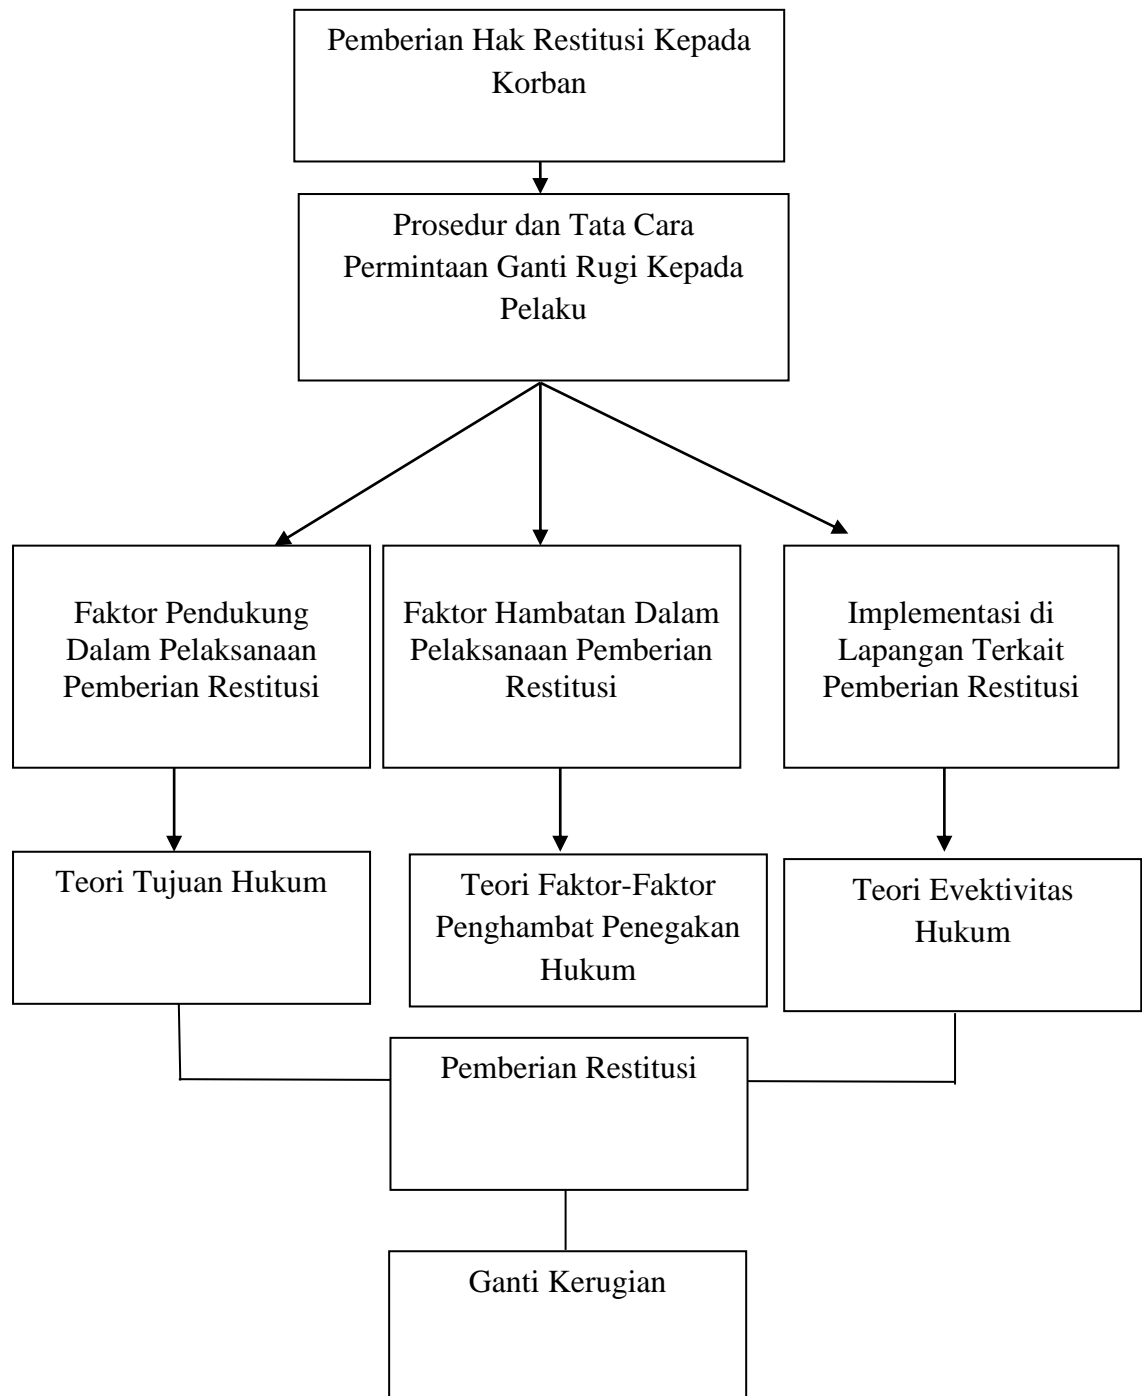 Pemberian Hak Restitusi Kepada
Korban
Prosedur dan Tata Cara
Permintaan Ganti Rugi Kepada
Pelaku
Faktor Pendukung
Dalam Pelaksanaan
Pemberian Restitusi
Faktor Hambatan Dalam
Pelaksanaan Pemberian
Restitusi
Implementasi di
Lapangan Terkait
Pemberian Restitusi
Teori Tujuan Hukum
Teori Faktor-Faktor
Penghambat Penegakan
Hukum
Teori Evektivitas
Hukum
Pemberian Restitusi
Ganti Kerugian